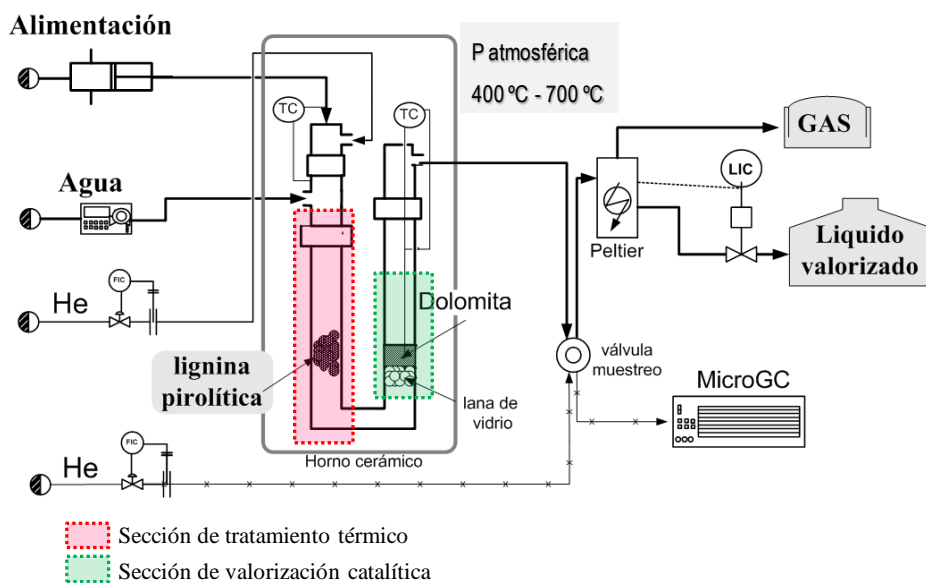 Alimentación
P atmosférica
400 ºC - 700 ºC
TC
TC
GAS
Agua
LIC
Peltier
Liquido
valorizado
FIC
He
Dolomita
lignina
pirolítica
válvula
muestreo
MicroGC
lana de
vidrio
Horno cerámico
FIC
He
Sección de tratamiento térmico
Sección de valorización catalítica